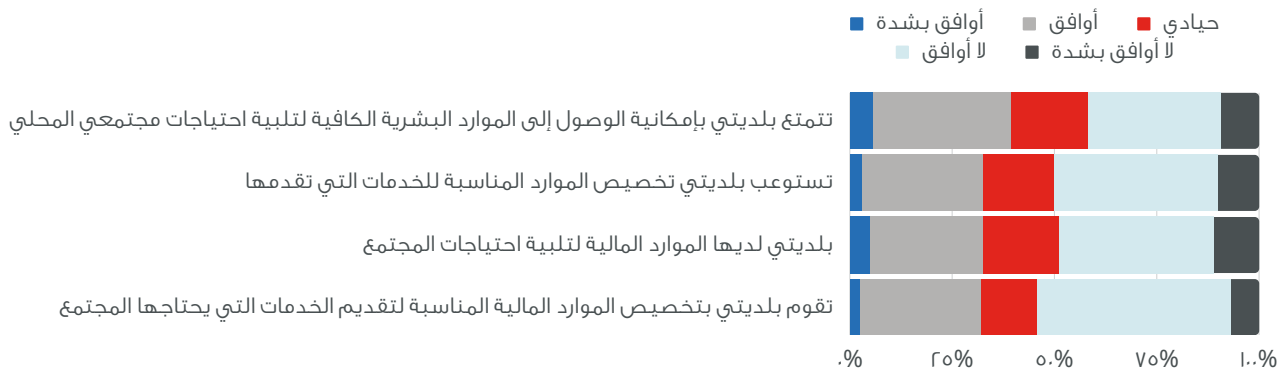 حيادي أوافق أوافق بشدة
لا أوافق بشدة لا أوافق
تتمتع بلديتي بإمكانية الوصول إلى الموارد البشرية الكافية لتلبية احتياجات مجتمعي المحلي
تستوعب بلديتي تخصيص الموارد المناسبة للخدمات التي تقدمها
بلديتي لديها الموارد المالية لتلبية احتياجات المجتمع
تقوم بلديتي بتخصيص الموارد المالية المناسبة لتقديم الخدمات التي يحتاجها المجتمع
٠% ٢٥% ٥٠% ٧٥% ١٠٠%